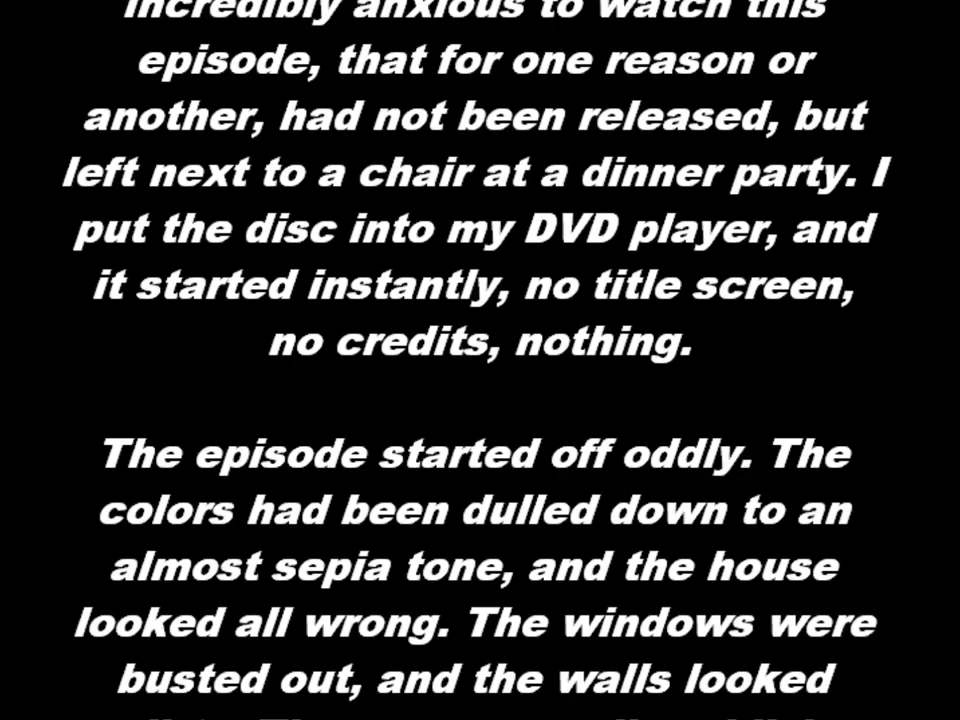 incredibly anxious to watch this
episode, that for one reason or
another, had not been released, but
left next to a chair at a dinner party. I
put the disc into my DVD player, and
it started instantly, no title screen,
no credits, nothing.
The episode started off oddly. The
colors had been dulled down to an
almost sepia tone, and the house
looked all wrong. The windows were
busted out, and the walls looked